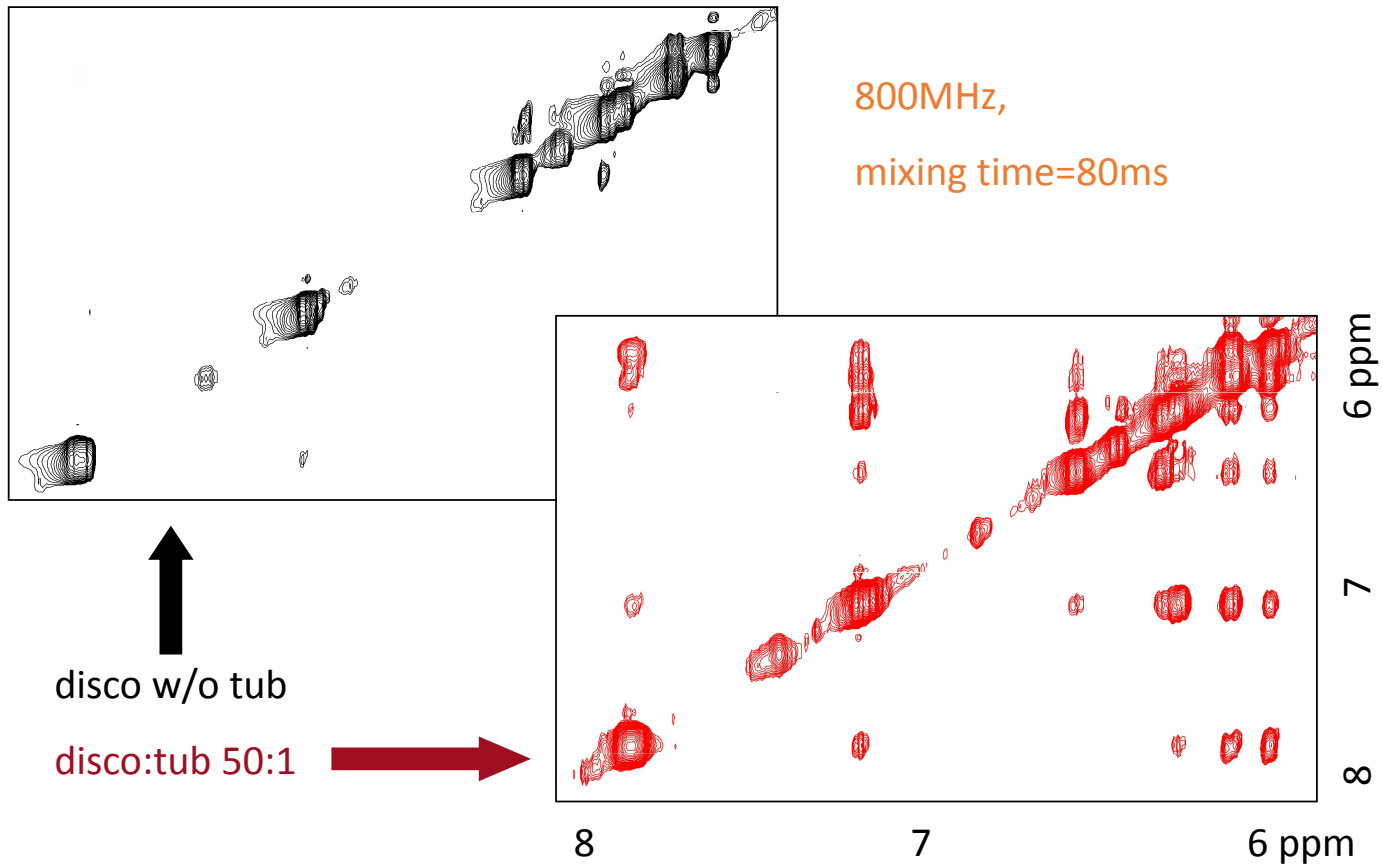 800MHz,
mixing time=80ms
6 ppm
7
8
disco w/o tub
disco:tub 50:1
8
7
6 ppm